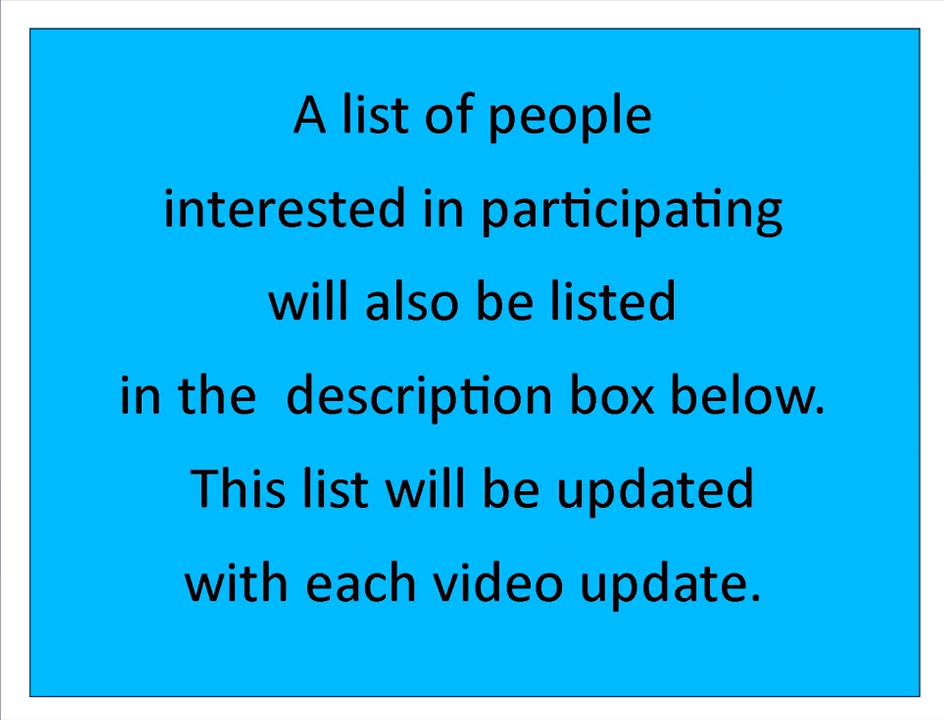 A list of people
interested in participating
will also be listed
in the  description box below.
This list will be updated
with each video update.